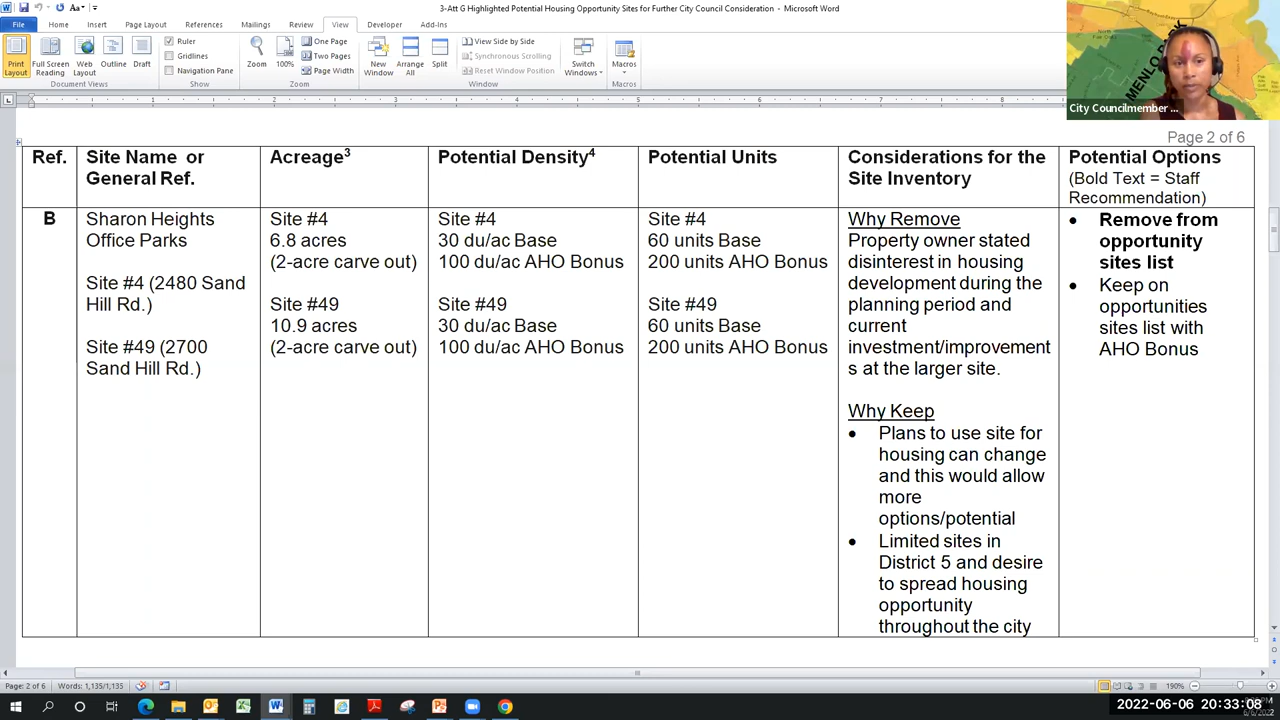 3-Att G Highlighted Potential Housing Opportunity Sites for Further City Council Consideration - Microsoft Word
File Home Insert Page Layout References Mailings Review View Developer Add-Ins
Print Layout
Full Screen Reading
Web Layout
Outline
Draft
Document Views
Ruler
Gridlines
Navigation Pane
Show
Zoom
100%
One Page
Two Pages
Page Width
Zoom
New Window
Arrange All
Split
View Side by Side
Synchronous Scrolling
Reset Window Position
Window
Switch Windows
Macros
Macros
MENLO PARK
City Councilmember ...
Page 2 of 6
Ref.
Site Name or
General Ref.
Acreage3
Potential Density4
Potential Units
Considerations for the
Site Inventory
Potential Options
(Bold Text = Staff
Recommendation)
B
Sharon Heights
Office Parks
Site #4 (2480 Sand
Hill Rd.)
Site #49 (2700
Sand Hill Rd.)
Site #4
6.8 acres
(2-acre carve out)
Site #49
10.9 acres
(2-acre carve out)
Site #4
30 du/ac Base
100 du/ac AHO Bonus
Site #49
30 du/ac Base
100 du/ac AHO Bonus
Site #4
60 units Base
200 units AHO Bonus
Site #49
60 units Base
200 units AHO Bonus
Why Remove
Property owner stated
disinterest in housing
development during the
planning period and
current
investment/improvement
s at the larger site.
Why Keep
• Plans to use site for
housing can change
and this would allow
more
options/potential
• Limited sites in
District 5 and desire
to spread housing
opportunity
throughout the city
• Remove from
opportunity
sites list
• Keep on
opportunities
sites list with
AHO Bonus
Page: 2 of 6 Words: 1,135/1,135
190%
2022-06-06 20:33:08